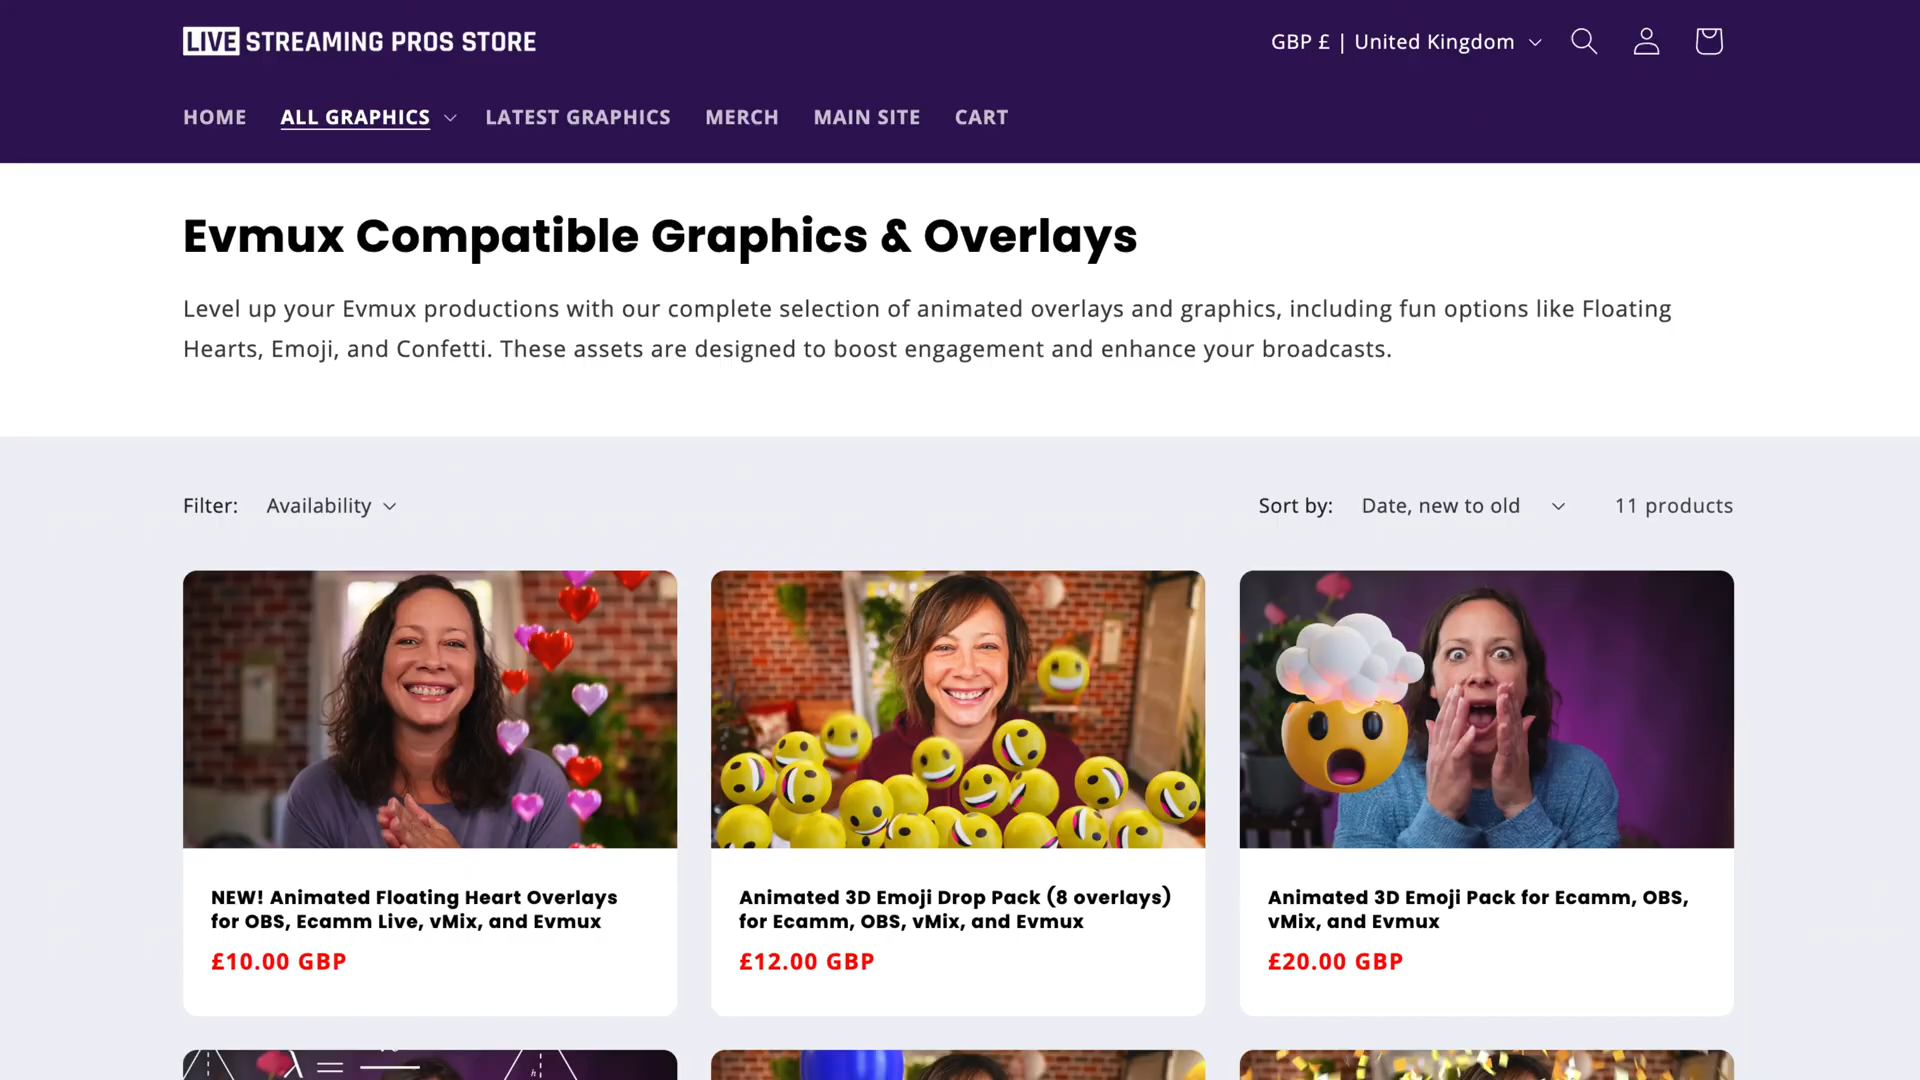 LIVE STREAMING PROS STORE
GBP £ | United Kingdom
HOME
ALL GRAPHICS
LATEST GRAPHICS
MERCH
MAIN SITE
CART
Evmux Compatible Graphics & Overlays
Level up your Evmux productions with our complete selection of animated overlays and graphics, including fun options like Floating
Hearts, Emoji, and Confetti. These assets are designed to boost engagement and enhance your broadcasts.
Filter:
Availability
Sort by:
Date, new to old
11 products
NEW! Animated Floating Heart Overlays
for OBS, Ecamm Live, vMix, and Evmux
£10.00 GBP
Animated 3D Emoji Drop Pack (8 overlays)
for Ecamm, OBS, vMix, and Evmux
£12.00 GBP
Animated 3D Emoji Pack for Ecamm, OBS,
vMix, and Evmux
£20.00 GBP